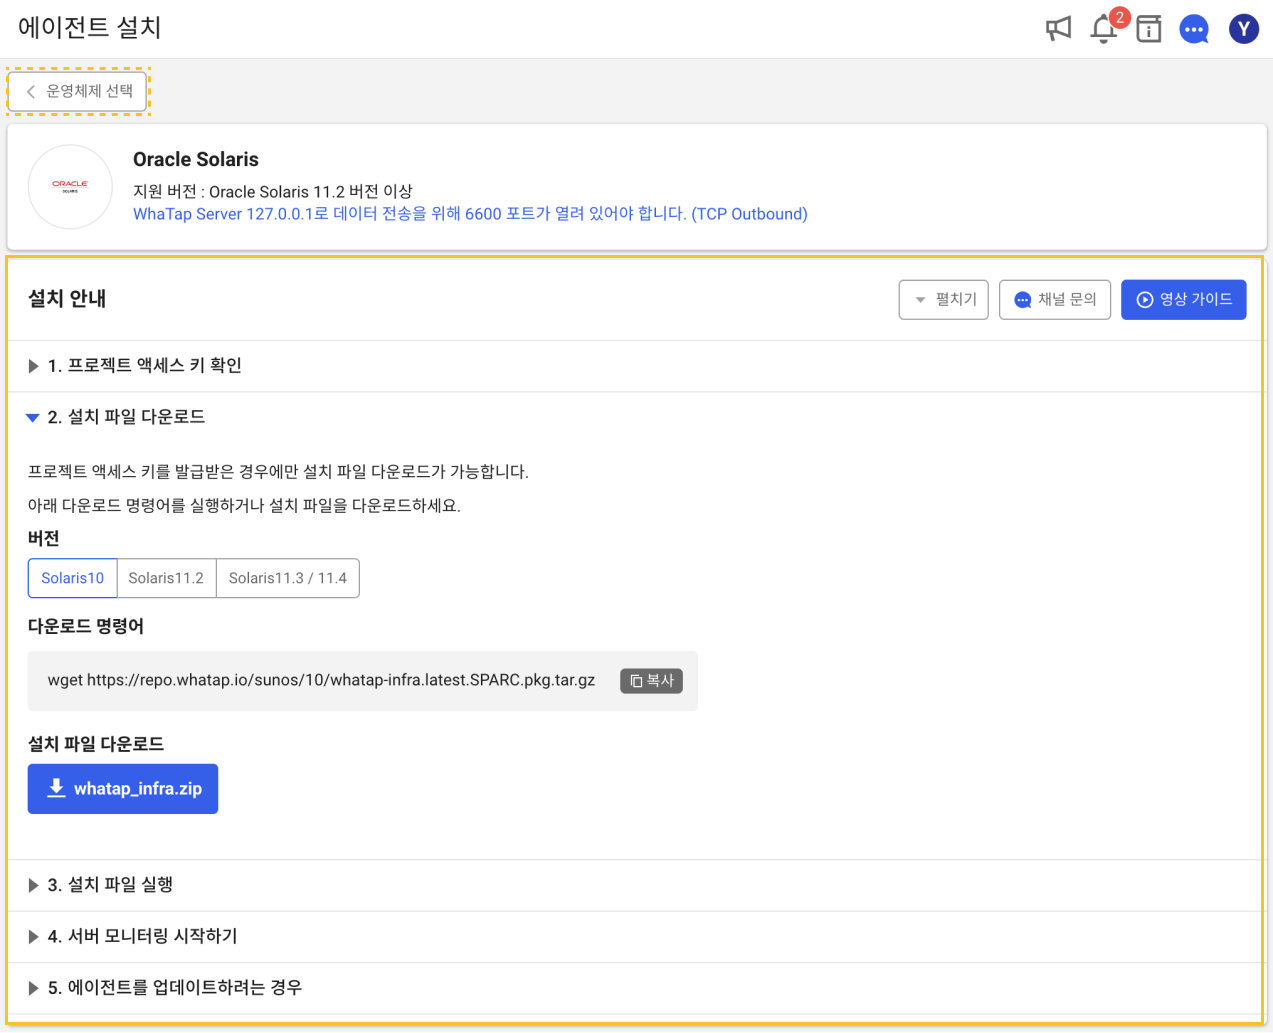 에이전트 설치
2
Y
운영체제 선택
ORACLE
SOLARIS
Oracle Solaris
지원 버전 : Oracle Solaris 11.2 버전 이상
WhaTap Server 127.0.0.1로 데이터 전송을 위해 6600 포트가 열려 있어야 합니다. (TCP Outbound)
설치 안내
펼치기
채널 문의
영상 가이드
1. 프로젝트 액세스 키 확인
2. 설치 파일 다운로드
프로젝트 액세스 키를 발급받은 경우에만 설치 파일 다운로드가 가능합니다.
아래 다운로드 명령어를 실행하거나 설치 파일을 다운로드하세요.
버전
Solaris10
Solaris11.2
Solaris11.3 / 11.4
다운로드 명령어
wget https://repo.whatap.io/sunos/10/whatap-infra.latest.SPARC.pkg.tar.gz
복사
설치 파일 다운로드
whatap_infra.zip
3. 설치 파일 실행
4. 서버 모니터링 시작하기
5. 에이전트를 업데이트하려는 경우